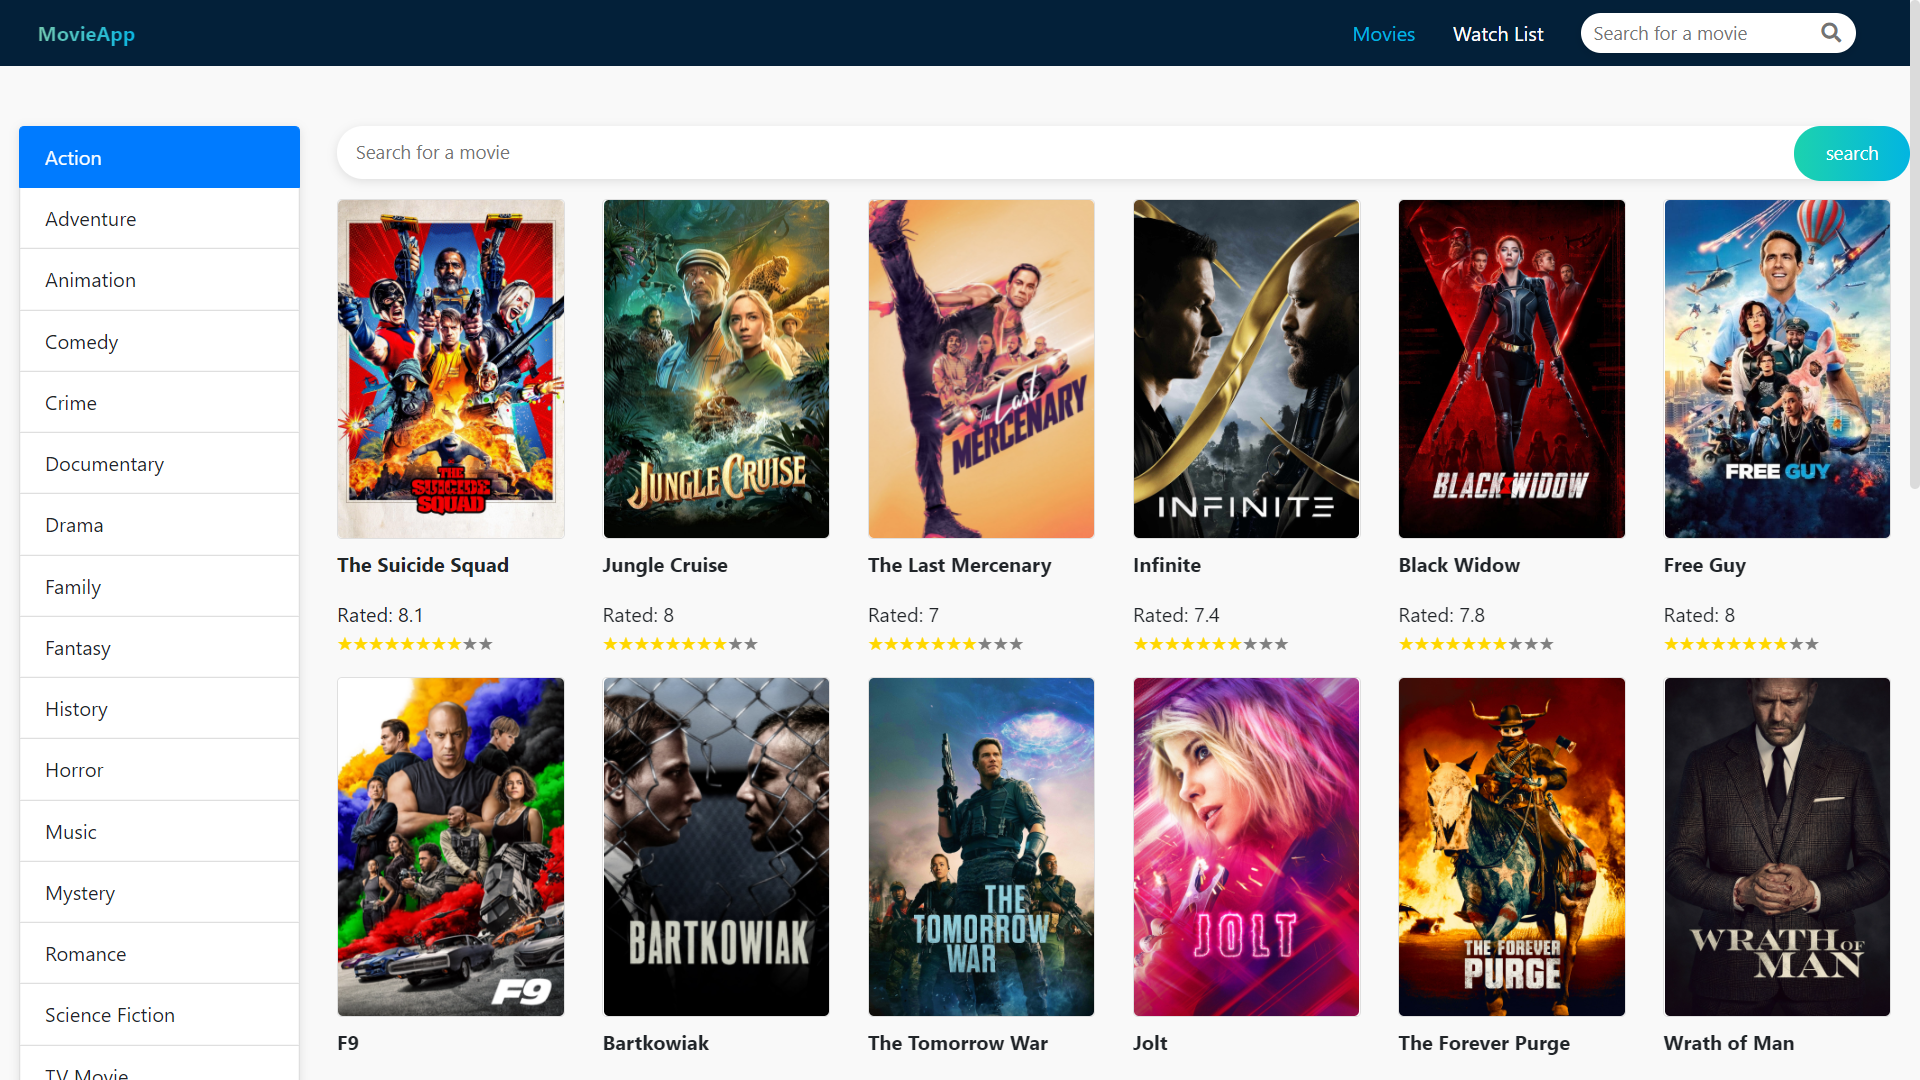 MovieApp
Movies
Watch List
Search for a movie
Action
Adventure
Animation
Comedy
Crime
Documentary
Drama
Family
Fantasy
History
Horror
Music
Mystery
Romance
Science Fiction
TV Movie
Search for a movie
search
THE
SUICIDE
SQUAD
JUNGLE CRUISE
The Last
MERCENARY
INFINITE
BLACK WIDOW
FREE GUY
The Suicide Squad
Jungle Cruise
The Last Mercenary
Infinite
Black Widow
Free Guy
Rated: 8.1
Rated: 8
Rated: 7
Rated: 7.4
Rated: 7.8
Rated: 8
F9
BARTKOWIAK
THE
TOMORROW
WAR
JOLT
THE FOREVER
PURGE
WRATH OF
MAN
F9
Bartkowiak
The Tomorrow War
Jolt
The Forever Purge
Wrath of Man